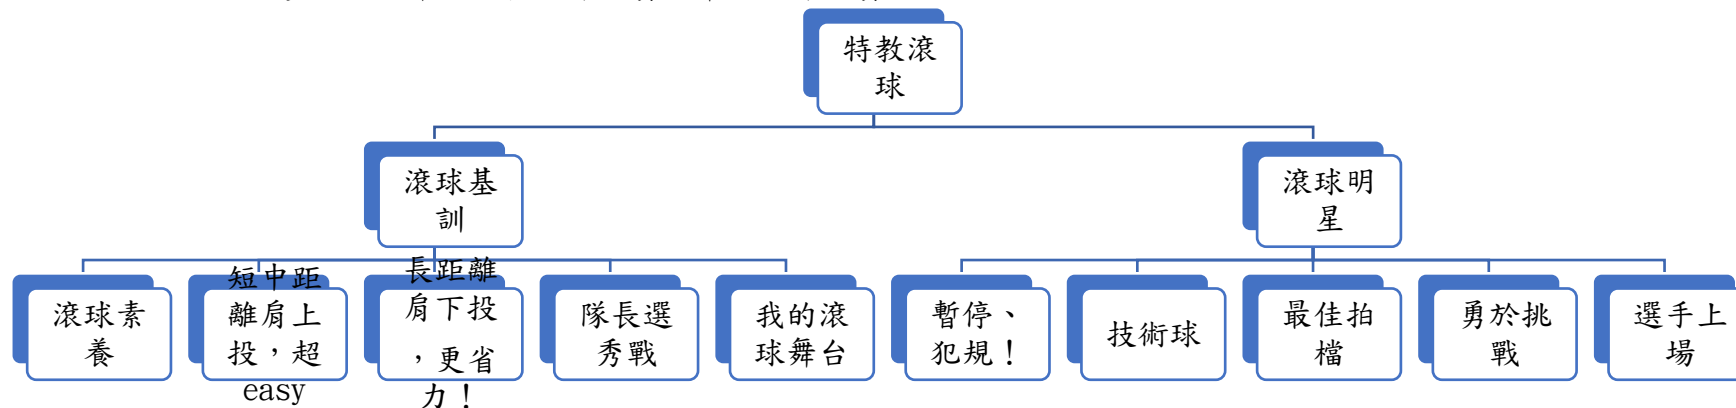 特教滾
球
滾球基
訓
滾球明
星
滾球素
養
短中距
離肩上
投，超
easy
長距離
肩下投
，更省
力！
隊長選
秀戰
我的滾
球舞台
暫停、
犯規！
技術球
最佳拍
檔
勇於挑
戰
選手上
場